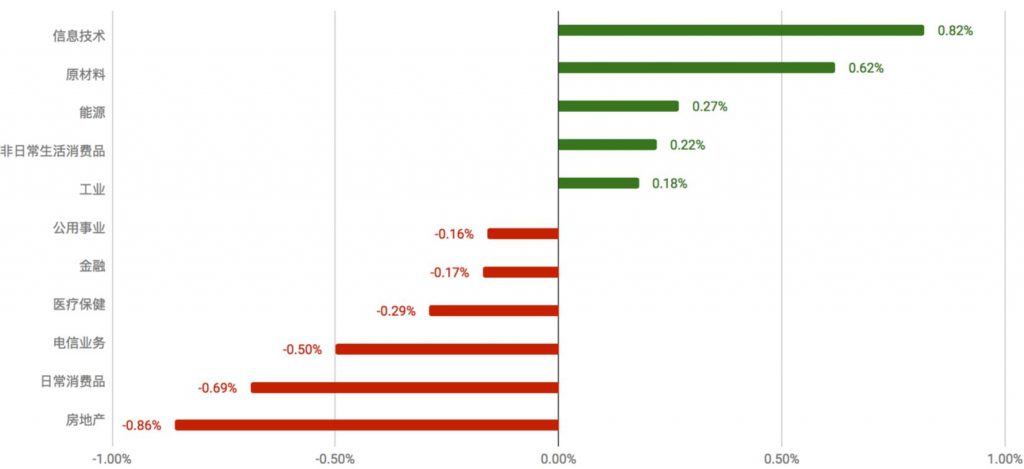 信息技术 0.82%
原材料 0.62%
能源 0.27%
非日常生活消费品 0.22%
工业 0.18%
公用事业 -0.16%
金融 -0.17%
医疗保健 -0.29%
电信业务 -0.50%
日常消费品 -0.69%
房地产 -0.86%
-1.00% -0.50% 0.00% 0.50% 1.00%